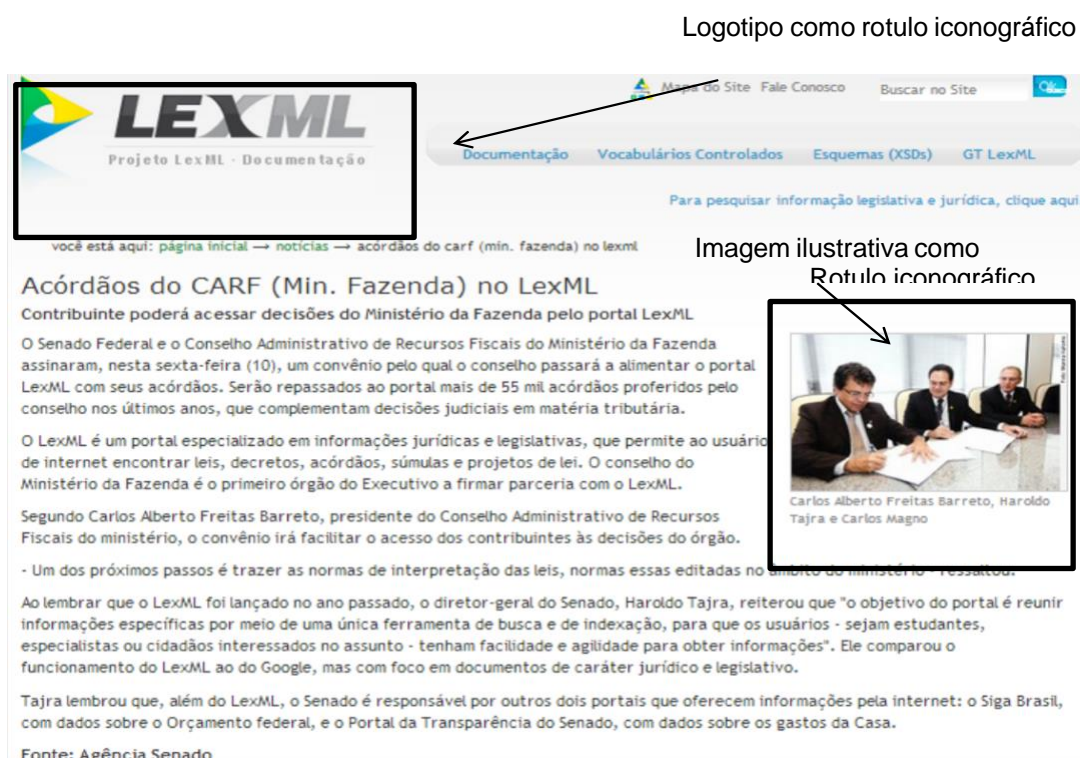 Logotipo como rotulo iconográfico
Mapa do Site Fale Conosco Buscar no Site
LEXML
Projeto LexML - Documentação
Documentação Vocabulários Controlados Esquemas (XSDs) GT LexML
Para pesquisar informação legislativa e jurídica, clique aqui
você está aqui: página inicial → notícias → acórdãos do carf (min. fazenda) no lexml
Imagem ilustrativa como
Rotulo iconográfico
Acórdãos do CARF (Min. Fazenda) no LexML
Contribuinte poderá acessar decisões do Ministério da Fazenda pelo portal LexML
O Senado Federal e o Conselho Administrativo de Recursos Fiscais do Ministério da Fazenda
assinaram, nesta sexta-feira (10), um convênio pelo qual o conselho passará a alimentar o portal
LexML com seus acórdãos. Serão repassados ao portal mais de 55 mil acórdãos proferidos pelo
conselho nos últimos anos, que complementam decisões judiciais em matéria tributária.
O LexML é um portal especializado em informações jurídicas e legislativas, que permite ao usuário
de internet encontrar leis, decretos, acórdãos, súmulas e projetos de lei. O conselho do
Ministério da Fazenda é o primeiro órgão do Executivo a firmar parceria com o LexML.
Carlos Alberto Freitas Barreto, Haroldo
Tajra e Carlos Magno
Segundo Carlos Alberto Freitas Barreto, presidente do Conselho Administrativo de Recursos
Fiscais do ministério, o convênio irá facilitar o acesso dos contribuintes às decisões do órgão.
- Um dos próximos passos é trazer as normas de interpretação das leis, normas essas editadas no âmbito do ministério - ressaltou.
Ao lembrar que o LexML foi lançado no ano passado, o diretor-geral do Senado, Haroldo Tajra, reiterou que "o objetivo do portal é reunir
informações específicas por meio de uma única ferramenta de busca e de indexação, para que os usuários - sejam estudantes,
especialistas ou cidadãos interessados no assunto - tenham facilidade e agilidade para obter informações". Ele comparou o
funcionamento do LexML ao do Google, mas com foco em documentos de caráter jurídico e legislativo.
Tajra lembrou que, além do LexML, o Senado é responsável por outros dois portais que oferecem informações pela internet: o Siga Brasil,
com dados sobre o Orçamento federal, e o Portal da Transparência do Senado, com dados sobre os gastos da Casa.
Fonte: Agência Senado